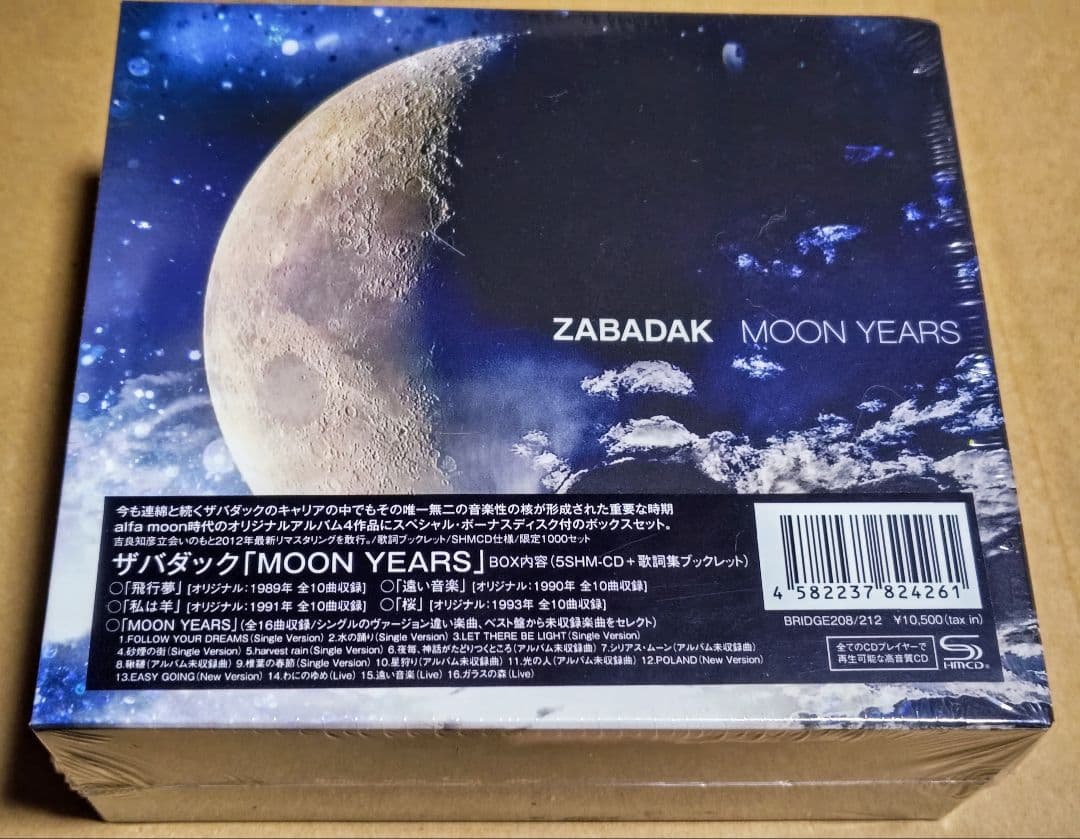 ZABADAK MOON YEARS
今も連綿と続くザバダックのキャリアの中でもその唯一無二の音楽性の核が形成された重要な時期
alfa moon時代のオリジナルアルバム4作品にスペシャル・ボーナスディスク付のボックスセット。
吉良知彦立会いのもと2012年最新リマスタリングを敢行。/歌詞ブックレット/SHMCD仕様/限定1000セット
ザバダック「MOON YEARS」BOX内容(5SHM-CD+歌詞集ブックレット)
○「飛行夢」[オリジナル:1989年 全10曲収録] ○「遠い音楽」[オリジナル:1990年 全10曲収録]
○「私は羊」[オリジナル:1991年 全10曲収録] ○「桜」[オリジナル:1993年 全10曲収録]
○「MOON YEARS」(全16曲収録/シングルのヴァージョン違い楽曲、ベスト盤から未収録楽曲をセレクト)
1.FOLLOW YOUR DREAMS(Single Version) 2.水の踊り(Single Version) 3.LET THERE BE LIGHT(Single Version)
4.砂煙の街(Single Version) 5.harvest rain(Single Version) 6.夜毎、神話がたどりつくところ(アルバム未収録曲) 7.シリアス・ムーン(アルバム未収録曲)
8.鞦韆(アルバム未収録曲) 9.椎葉の春節(Single Version) 10.星狩り(アルバム未収録曲) 11.光の人(アルバム未収録曲) 12.POLAND(New Version)
13.EASY GOING(New Version) 14.わにのゆめ(Live) 15.遠い音楽(Live) 16.ガラスの森(Live)
4 582237 824261
BRIDGE208/212 ¥10,500(tax in)
全てのCDプレイヤーで
再生可能な高音質CD
SHMCD